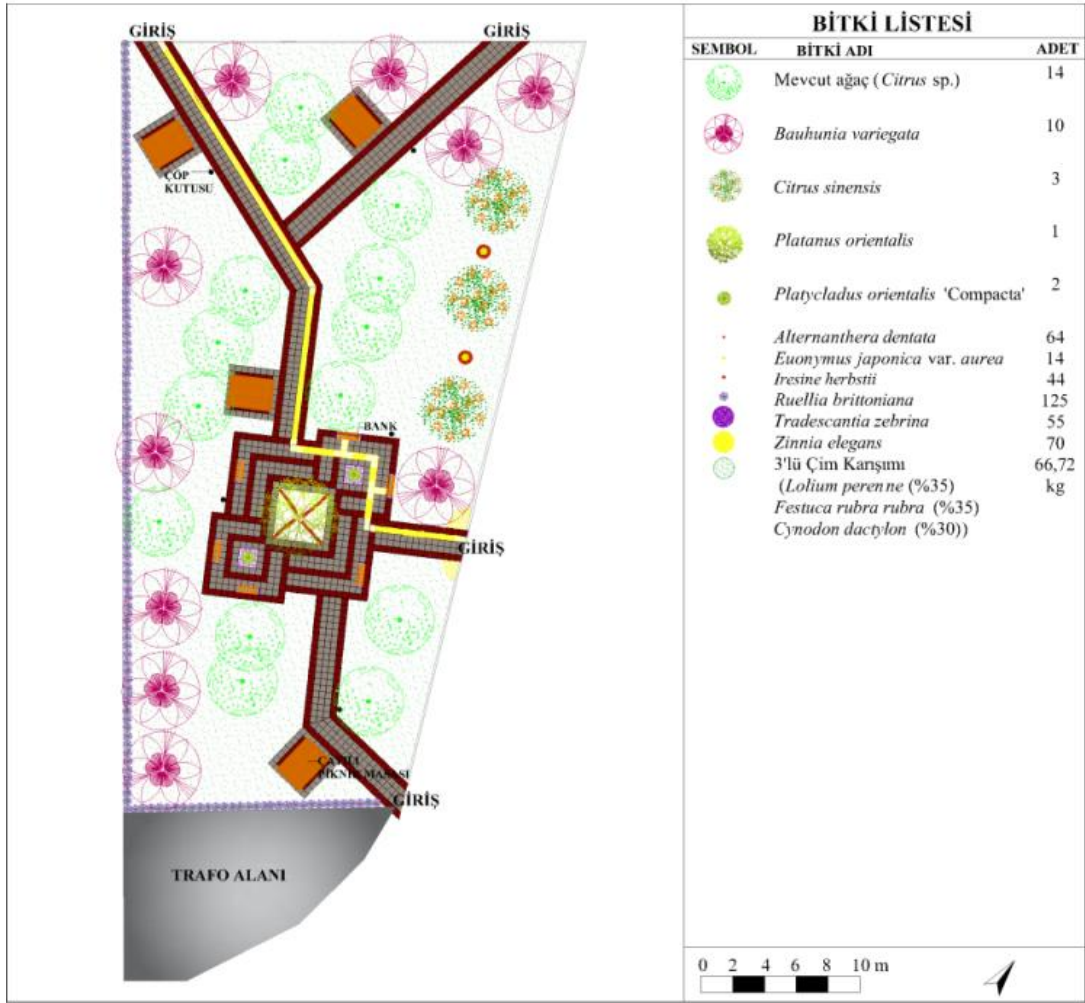 GİRİŞ
GİRİŞ
ÇOP
KUTUSU
BANK
GİRİŞ
PİKNİK MASASI
GİRİŞ
TRAFO ALANI
BİTKİ LİSTESİ
SEMBOL BİTKİ ADI ADET
Mevcut ağaç (Citrus sp.) 14
Bauhunia variegata 10
Citrus sinensis 3
Platanus orientalis 1
Platycladus orientalis 'Compacta' 2
Alternanthera dentata 64
Euonymus japonica var. aurea 14
Iresine herbstii 44
Ruellia brittoniana 125
Tradescantia zebrina 55
Zinnia elegans 70
3'lü Çim Karışımı 66,72
(Lolium perenne (%35) kg
Festuca rubra rubra (%35)
Cynodon dactylon (%30))
0 2 4 6 8 10 m